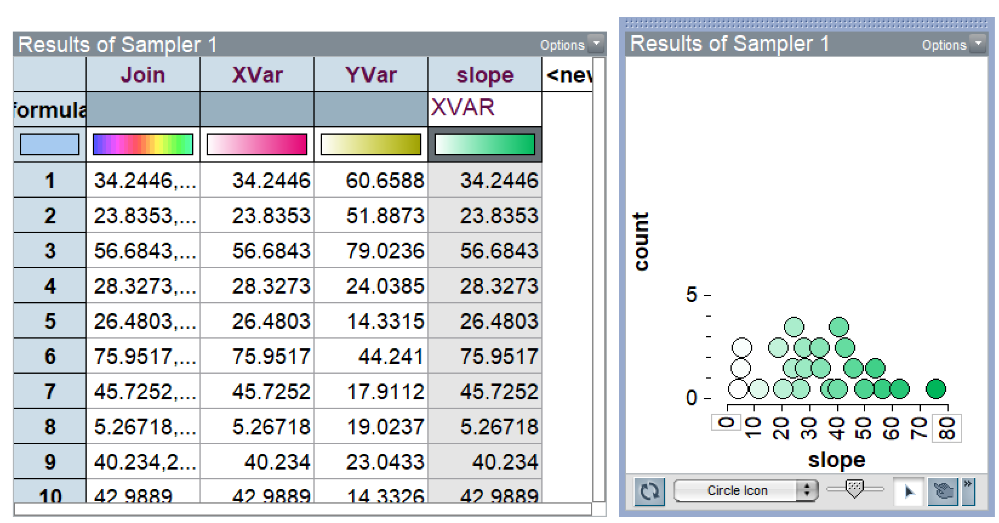 Results of Sampler 1 Options
Join XVar YVar slope <nev
formula XVAR
1 34.2446,... 34.2446 60.6588 34.2446
2 23.8353,... 23.8353 51.8873 23.8353
3 56.6843,... 56.6843 79.0236 56.6843
4 28.3273,... 28.3273 24.0385 28.3273
5 26.4803,... 26.4803 14.3315 26.4803
6 75.9517,... 75.9517 44.241 75.9517
7 45.7252,... 45.7252 17.9112 45.7252
8 5.26718,... 5.26718 19.0237 5.26718
9 40.234,2... 40.234 23.0433 40.234
10 42.9889 42.9889 14.3326 42.9889
Results of Sampler 1 Options
count
5
0
0 10 20 30 40 50 60 70 80
slope
Circle Icon »